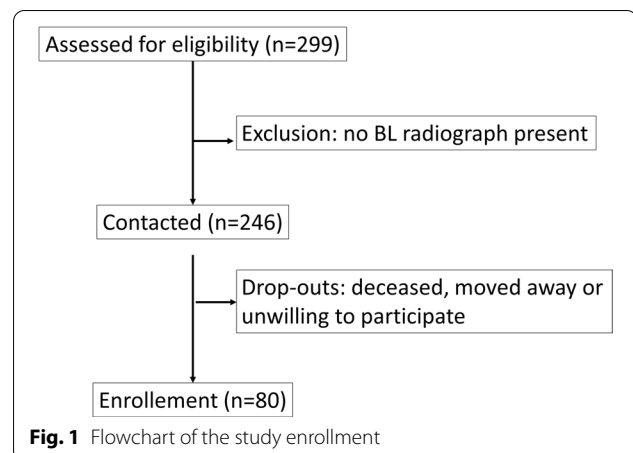 Assessed for eligibility (n=299)
Exclusion: no BL radiograph present
Contacted (n=246)
Drop-outs: deceased, moved away or
unwilling to participate
Enrollement (n=80)
Fig. 1 Flowchart of the study enrollment